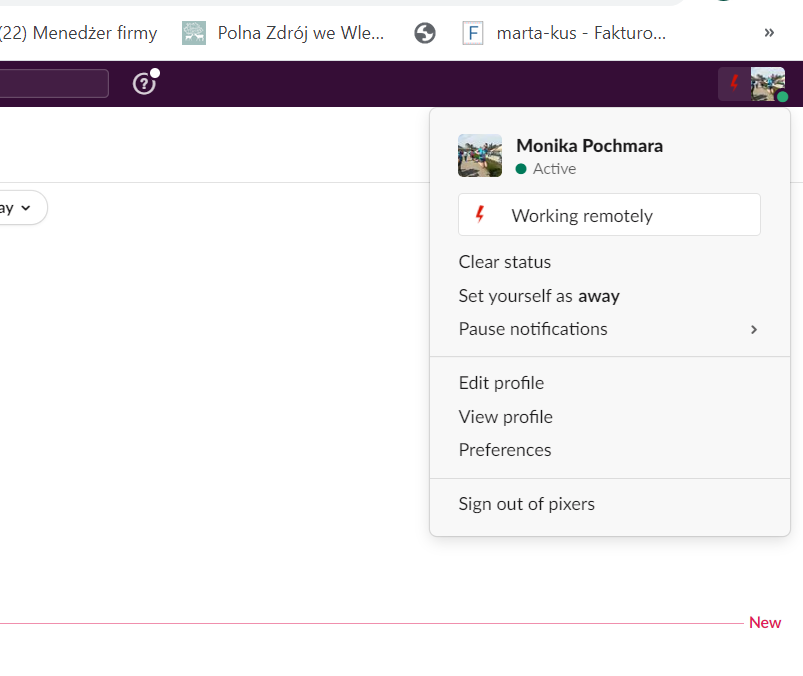 (22) Menedżer firmy
Polna Zdrój we Wle...
F
marta-kus - Fakturo...
»
?
ay
Monika Pochmara
Active
Working remotely
Clear status
Set yourself as away
Pause notifications
Edit profile
View profile
Preferences
Sign out of pixers
New